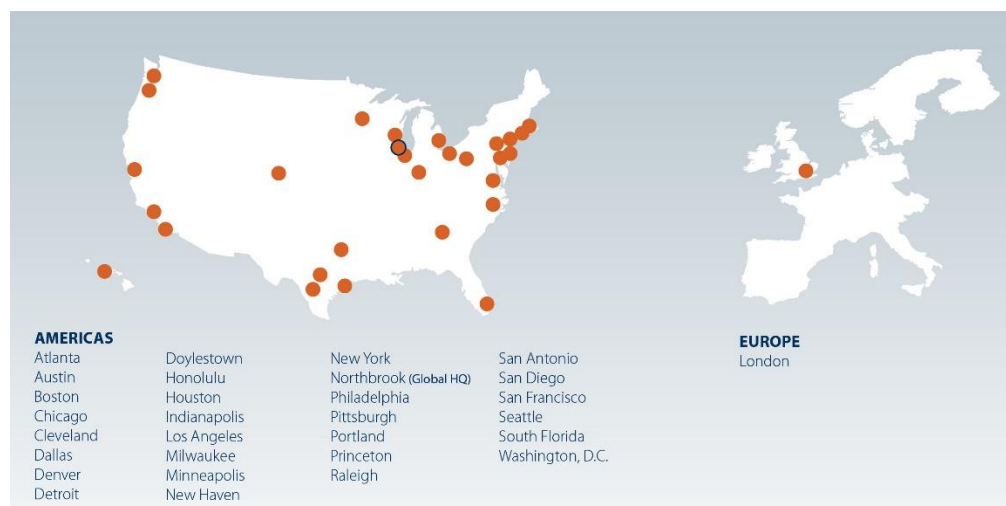 AMERICAS
Atlanta
Austin
Boston
Chicago
Cleveland
Dallas
Denver
Detroit
Doylestown
Honolulu
Houston
Indianapolis
Los Angeles
Milwaukee
Minneapolis
New Haven
New York
Northbrook (Global HQ)
Philadelphia
Pittsburgh
Portland
Princeton
Raleigh
San Antonio
San Diego
San Francisco
Seattle
South Florida
Washington, D.C.
EUROPE
London